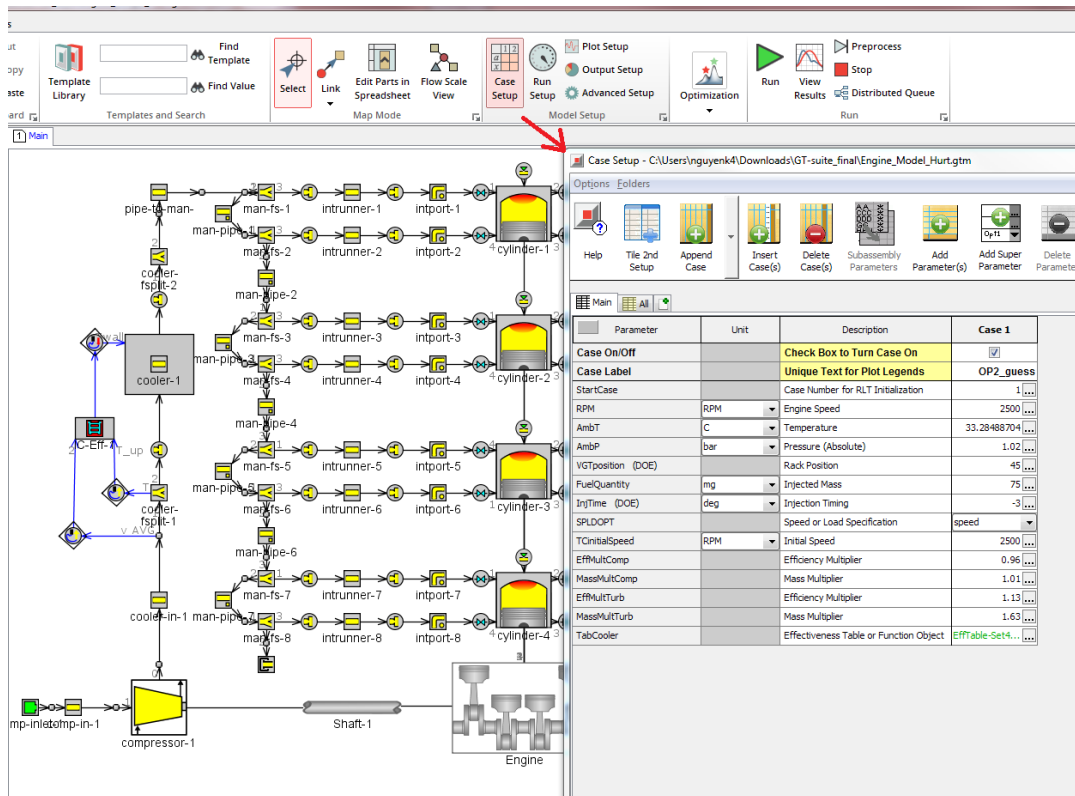 Find Template
Find Value
Template Library
Templates and Search
Select
Link
Edit Parts in Spreadsheet
Flow Scale View
Map Mode
Case Setup
Run Setup
Plot Setup
Output Setup
Advanced Setup
Model Setup
Optimization
Run
View Results
Preprocess
Stop
Distributed Queue
Run
1 Main
Case Setup - C:\Users\nguyenk4\Downloads\GT-suite_final\Engine_Model_Hurt.gtm
Options Folders
Help
Tile 2nd Setup
Append Case
Insert Case(s)
Delete Case(s)
Subassembly Parameters
Add Parameter(s)
Add Super Parameter
Delete
Main All
Parameter Unit Description Case 1
Case On/Off Check Box to Turn Case On
Case Label Unique Text for Plot Legends OP2_guess
StartCase Case Number for RLT Initialization 1...
RPM RPM Engine Speed 2500...
AmbT C Temperature 33.28488704...
AmbP bar Pressure (Absolute) 1.02...
VGTposition (DOE) Rack Position 45...
FuelQuantity mg Injected Mass 75...
InjTime (DOE) deg Injection Timing -3...
SPLDOPT Speed or Load Specification speed
TCinitialSpeed RPM Initial Speed 2500...
EffMultComp Efficiency Multiplier 0.96...
MassMultComp Mass Multiplier 1.01...
EffMultTurb Efficiency Multiplier 1.13...
MassMultTurb Mass Multiplier 1.63...
TabCooler Effectiveness Table or Function Object EffTable-Set4... ...
pipe-to-man-
man-fs-1 intrunner-1 intport-1
man-pipe-1
cylinder-1
man-fs-2 intrunner-2 intport-2
cooler-fsplit-2
man-pipe-2
man-fs-3 intrunner-3 intport-3
man-pipe-3
cooler-1
man-fs-4 intrunner-4 intport-4
cylinder-2
man-pipe-4
C-Eff-1
T_up
man-fs-5 intrunner-5 intport-5
man-pipe-5
man-fs-6 intrunner-6 intport-6
cylinder-3
cooler-fsplit-1
v_AVG
man-pipe-6
man-fs-7 intrunner-7 intport-7
cooler-in-1
man-pipe-7
man-fs-8 intrunner-8 intport-8
cylinder-4
compressor-1
Shaft-1
Engine